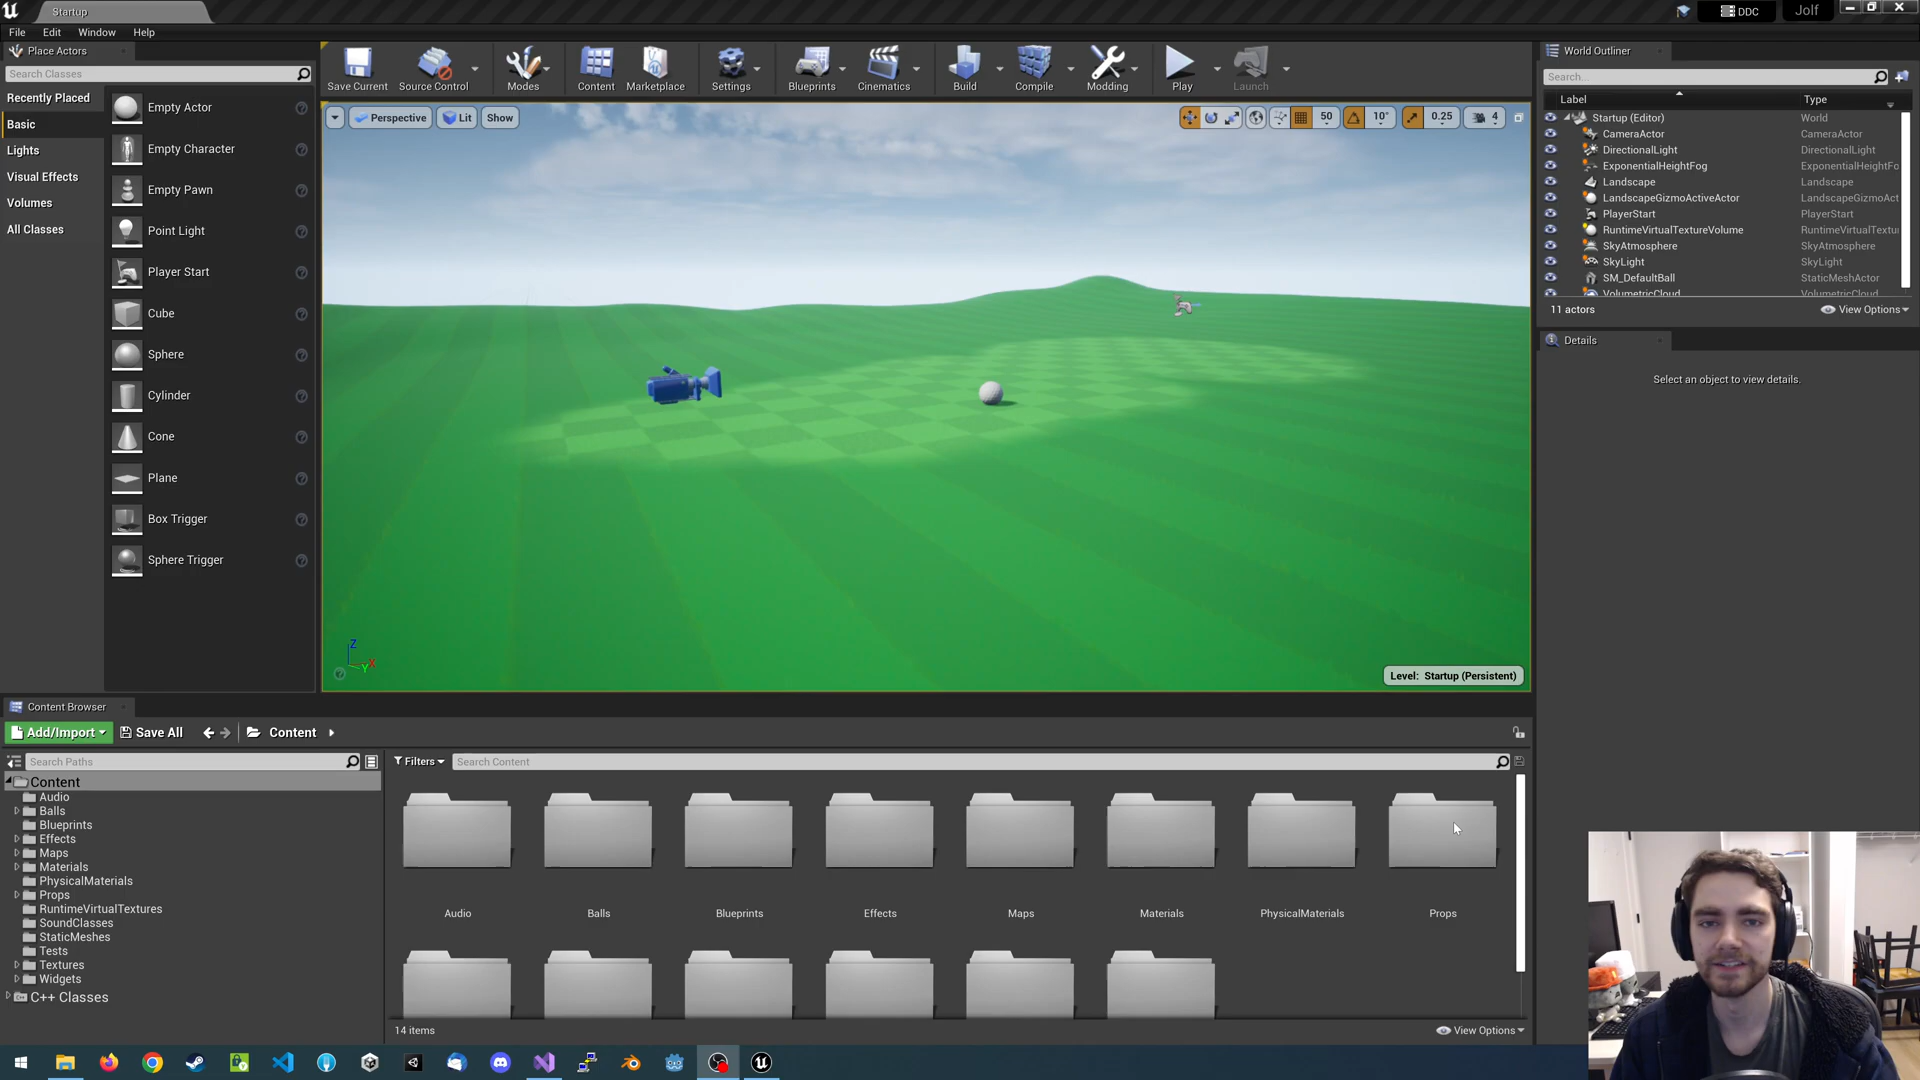 Startup
DDC
Jolf
File Edit Window Help
Place Actors
Search Classes
Recently Placed
Basic
Lights
Visual Effects
Volumes
All Classes
Empty Actor
Empty Character
Empty Pawn
Point Light
Player Start
Cube
Sphere
Cylinder
Cone
Plane
Box Trigger
Sphere Trigger
Save Current Source Control Modes Content Marketplace Settings Blueprints Cinematics Build Compile Modding Play Launch
Perspective Lit Show
50 10° 0.25 4
Z
Y X
Level: Startup (Persistent)
World Outliner
Search...
Label Type
Startup (Editor) World
CameraActor CameraActor
DirectionalLight DirectionalLight
ExponentialHeightFog ExponentialHeightFo
Landscape Landscape
LandscapeGizmoActiveActor LandscapeGizmoAct
PlayerStart PlayerStart
RuntimeVirtualTextureVolume RuntimeVirtualTextu
SkyAtmosphere SkyAtmosphere
SkyLight SkyLight
SM_DefaultBall StaticMeshActor
VolumetricCloud VolumetricCloud
11 actors View Options
Details
Select an object to view details.
Content Browser
Add/Import Save All Content
Search Paths
Content
Audio
Balls
Blueprints
Effects
Maps
Materials
PhysicalMaterials
Props
RuntimeVirtualTextures
SoundClasses
StaticMeshes
Tests
Textures
Widgets
C++ Classes
Filters Search Content
Audio Balls Blueprints Effects Maps Materials PhysicalMaterials Props
14 items View Options